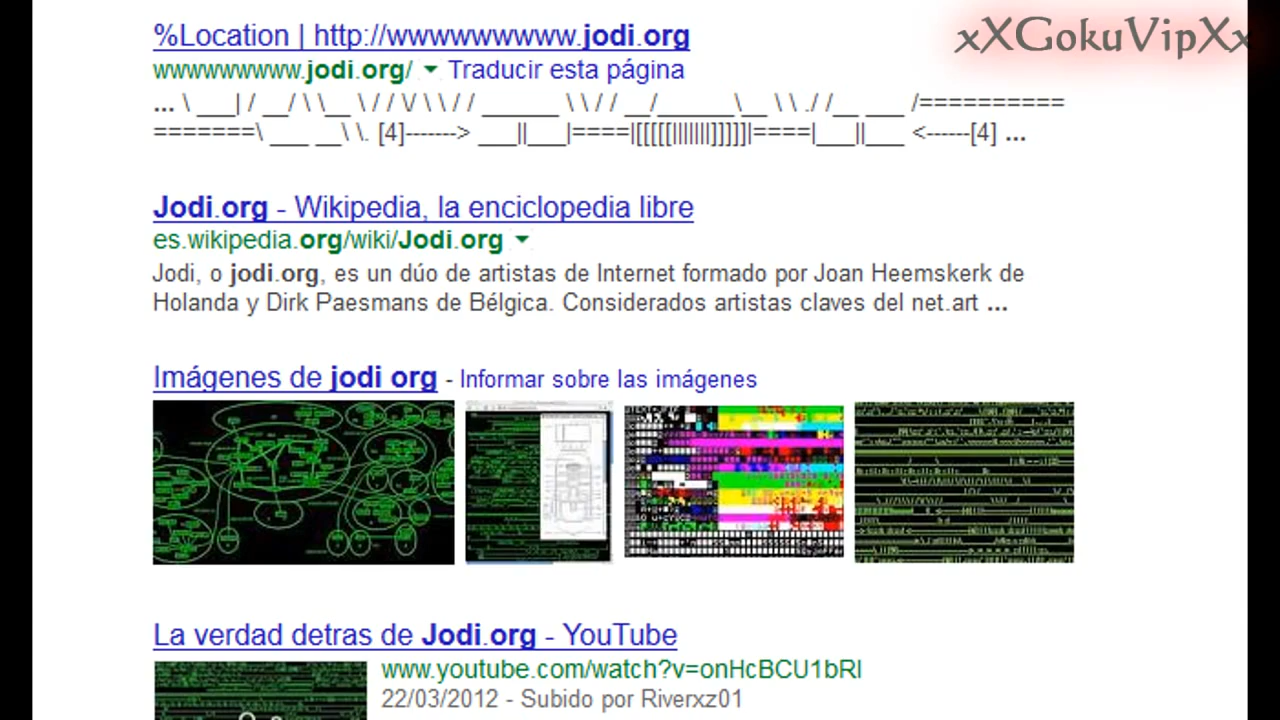 xXGokuVipXx
%Location | http://wwwwwwwww.jodi.org
wwwwwwwww.jodi.org/ Traducir esta página
... \ ___| / __/ \ \__ \ / / \/ \ \ / / ______ \ \ / / __/______\__ \ \ ./ /__ ___ /==========
=======\ ___ __\ \. [4]-------> ___||___|====|[[[[[|||||||]]]]]|====|___||___ <------[4] ...
Jodi.org - Wikipedia, la enciclopedia libre
es.wikipedia.org/wiki/Jodi.org
Jodi, o jodi.org, es un dúo de artistas de Internet formado por Joan Heemskerk de
Holanda y Dirk Paesmans de Bélgica. Considerados artistas claves del net.art ...
Imágenes de jodi org - Informar sobre las imágenes
La verdad detras de Jodi.org - YouTube
www.youtube.com/watch?v=onHcBCU1bRI
22/03/2012 - Subido por Riverxz01